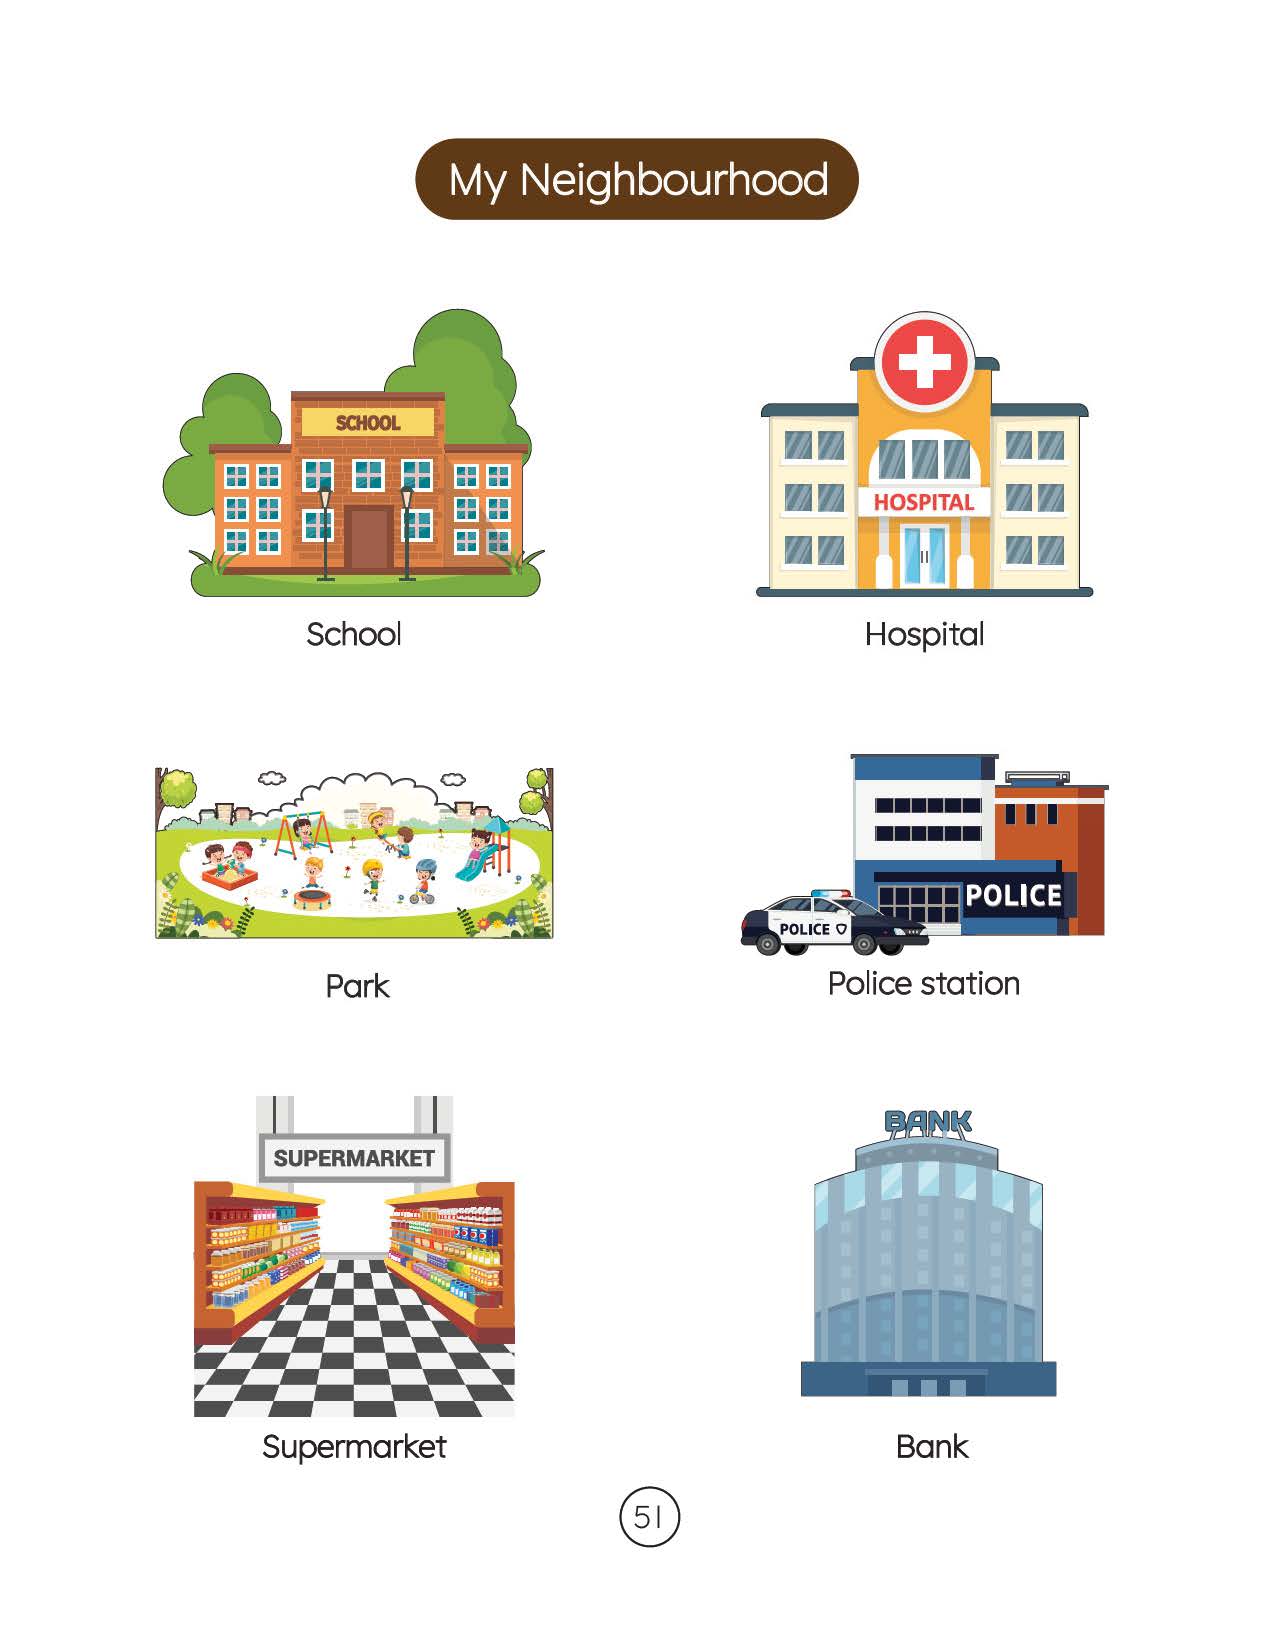 My Neighbourhood
SCHOOL
HOSPITAL
School
Hospital
POLICE
POLICE
Park
Police station
SUPERMARKET
BANK
Supermarket
Bank
51